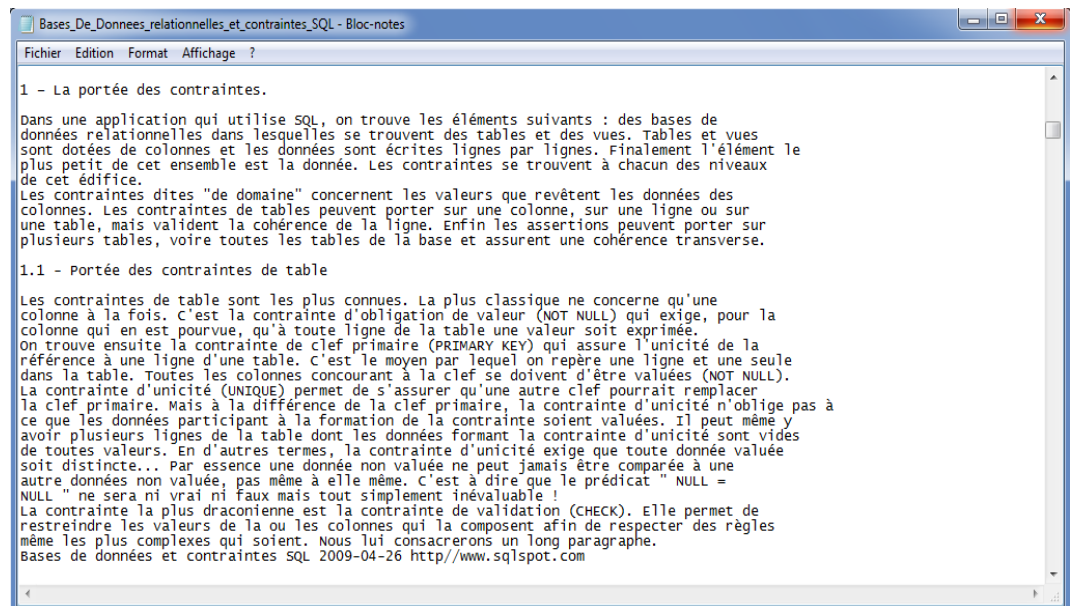 Bases_De_Donnees_relationnelles_et_contraintes_SQL - Bloc-notes
Fichier Edition Format Affichage ?
1 – La portée des contraintes.
Dans une application qui utilise SQL, on trouve les éléments suivants : des bases de
données relationnelles dans lesquelles se trouvent des tables et des vues. Tables et vues
sont dotées de colonnes et les données sont écrites lignes par lignes. Finalement l'élément le
plus petit de cet ensemble est la donnée. Les contraintes se trouvent à chacun des niveaux
de cet édifice.
Les contraintes dites "de domaine" concernent les valeurs que revêtent les données des
colonnes. Les contraintes de tables peuvent porter sur une colonne, sur une ligne ou sur
une table, mais valident la cohérence de la ligne. Enfin les assertions peuvent porter sur
plusieurs tables, voire toutes les tables de la base et assurent une cohérence transverse.
1.1 - Portée des contraintes de table
Les contraintes de table sont les plus connues. La plus classique ne concerne qu'une
colonne à la fois. C'est la contrainte d'obligation de valeur (NOT NULL) qui exige, pour la
colonne qui en est pourvue, qu'à toute ligne de la table une valeur soit exprimée.
On trouve ensuite la contrainte de clef primaire (PRIMARY KEY) qui assure l'unicité de la
référence à une ligne d'une table. C'est le moyen par lequel on repère une ligne et une seule
dans la table. Toutes les colonnes concourant à la clef se doivent d'être valuées (NOT NULL).
La contrainte d'unicité (UNIQUE) permet de s'assurer qu'une autre clef pourrait remplacer
la clef primaire. Mais à la différence de la clef primaire, la contrainte d'unicité n'oblige pas à
ce que les données participant à la formation de la contrainte soient valuées. Il peut même y
avoir plusieurs lignes de la table dont les données formant la contrainte d'unicité sont vides
de toutes valeurs. En d'autres termes, la contrainte d'unicité exige que toute donnée valuée
soit distincte... Par essence une donnée non valuée ne peut jamais être comparée à une
autre données non valuée, pas même à elle même. C'est à dire que le prédicat " NULL =
NULL " ne sera ni vrai ni faux mais tout simplement inévaluable !
La contrainte la plus draconienne est la contrainte de validation (CHECK). Elle permet de
restreindre les valeurs de la ou les colonnes qui la composent afin de respecter des règles
même les plus complexes qui soient. Nous lui consacrerons un long paragraphe.
Bases de données et contraintes SQL 2009-04-26 http//www.sqlspot.com